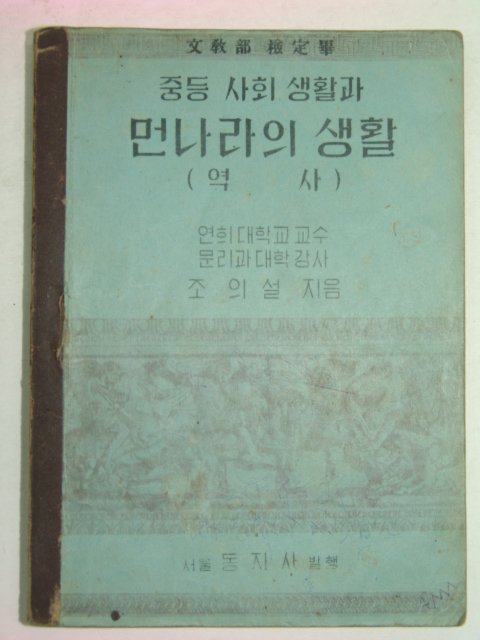 文敎部 檢定畢
중등 사회 생활과
먼나라의 생활
(역 사)
연희대학교교수
문리과대학강사
조의설 지음
서울 동지사 발행